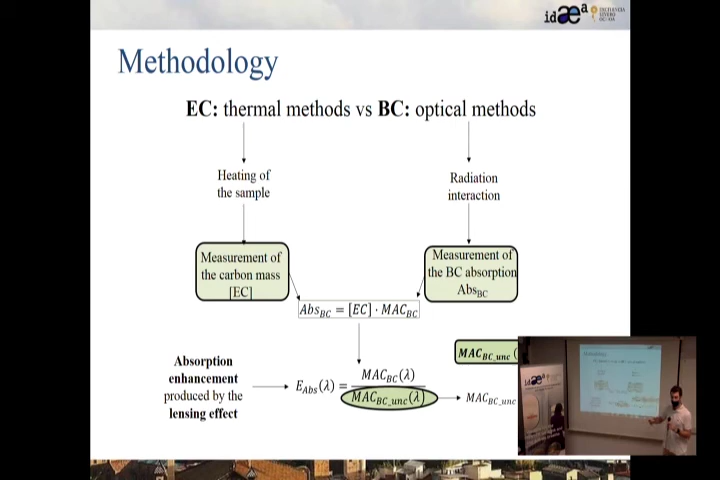 idæa
Methodology
EC: thermal methods vs BC: optical methods
Heating of
the sample
Radiation
interaction
Measurement of
the carbon mass
[EC]
Measurement of
the BC absorption
Abs_BC
Abs_BC = [EC] · MAC_BC
MAC_BC_unc (
Absorption
enhancement
produced by the
lensing effect
E_Abs(λ) = MAC_BC(λ) / MAC_BC_unc(λ)
MAC_BC_unc